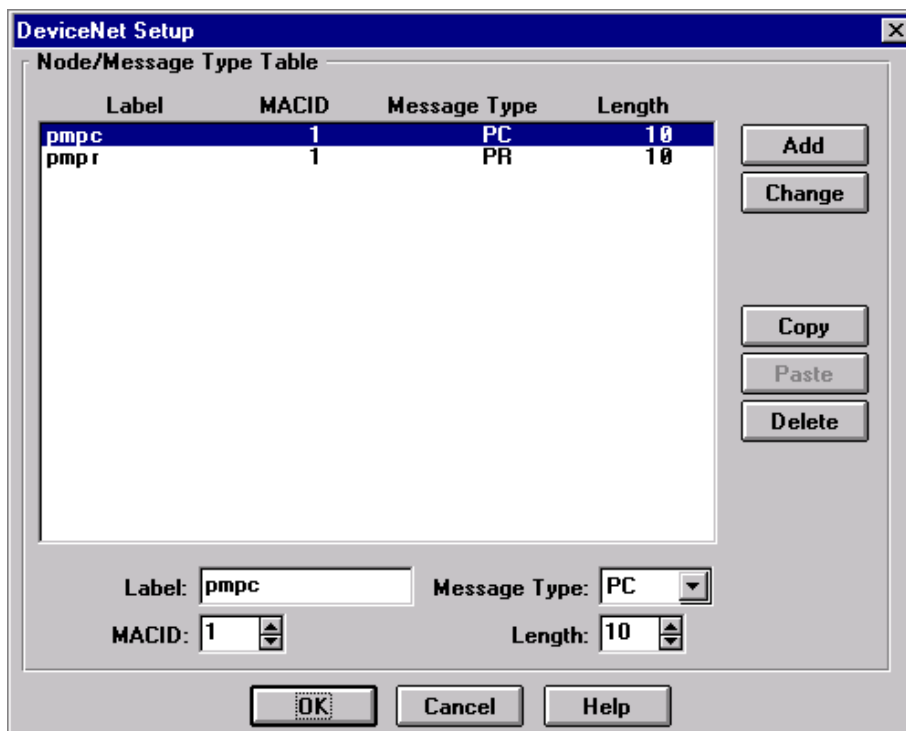 DeviceNet Setup
Node/Message Type Table
Label MACID Message Type Length
pmpc 1 PC 10
pmpr 1 PR 10
Add
Change
Copy
Paste
Delete
Label: pmpc Message Type: PC
MACID: 1 Length: 10
OK Cancel Help